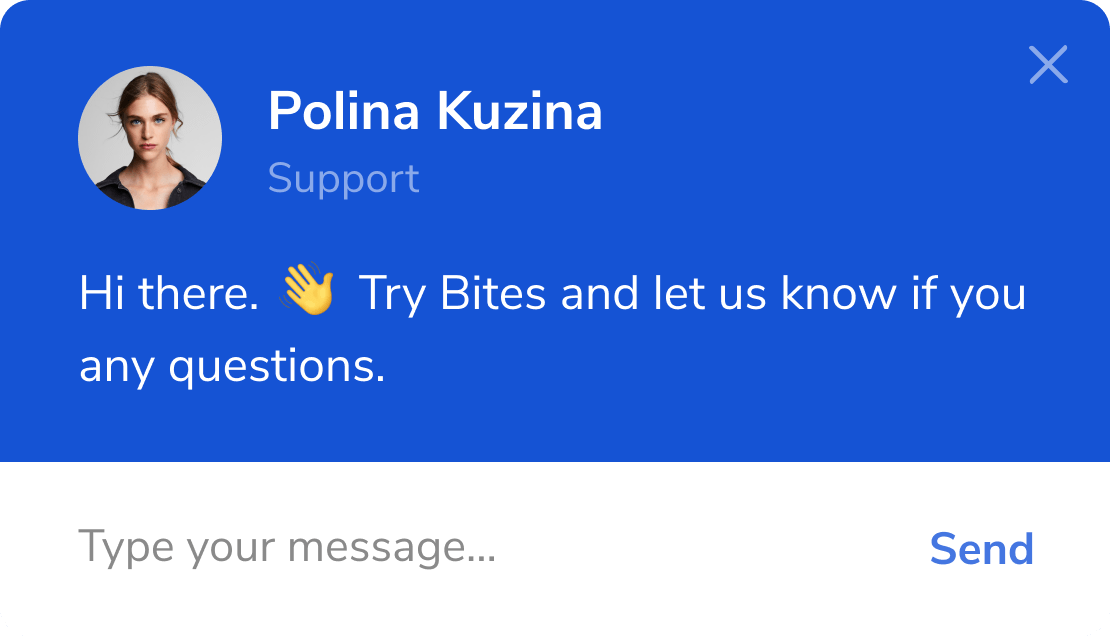 Polina Kuzina
Support
Hi there. 👋 Try Bites and let us know if you
any questions.
Type your message...
Send